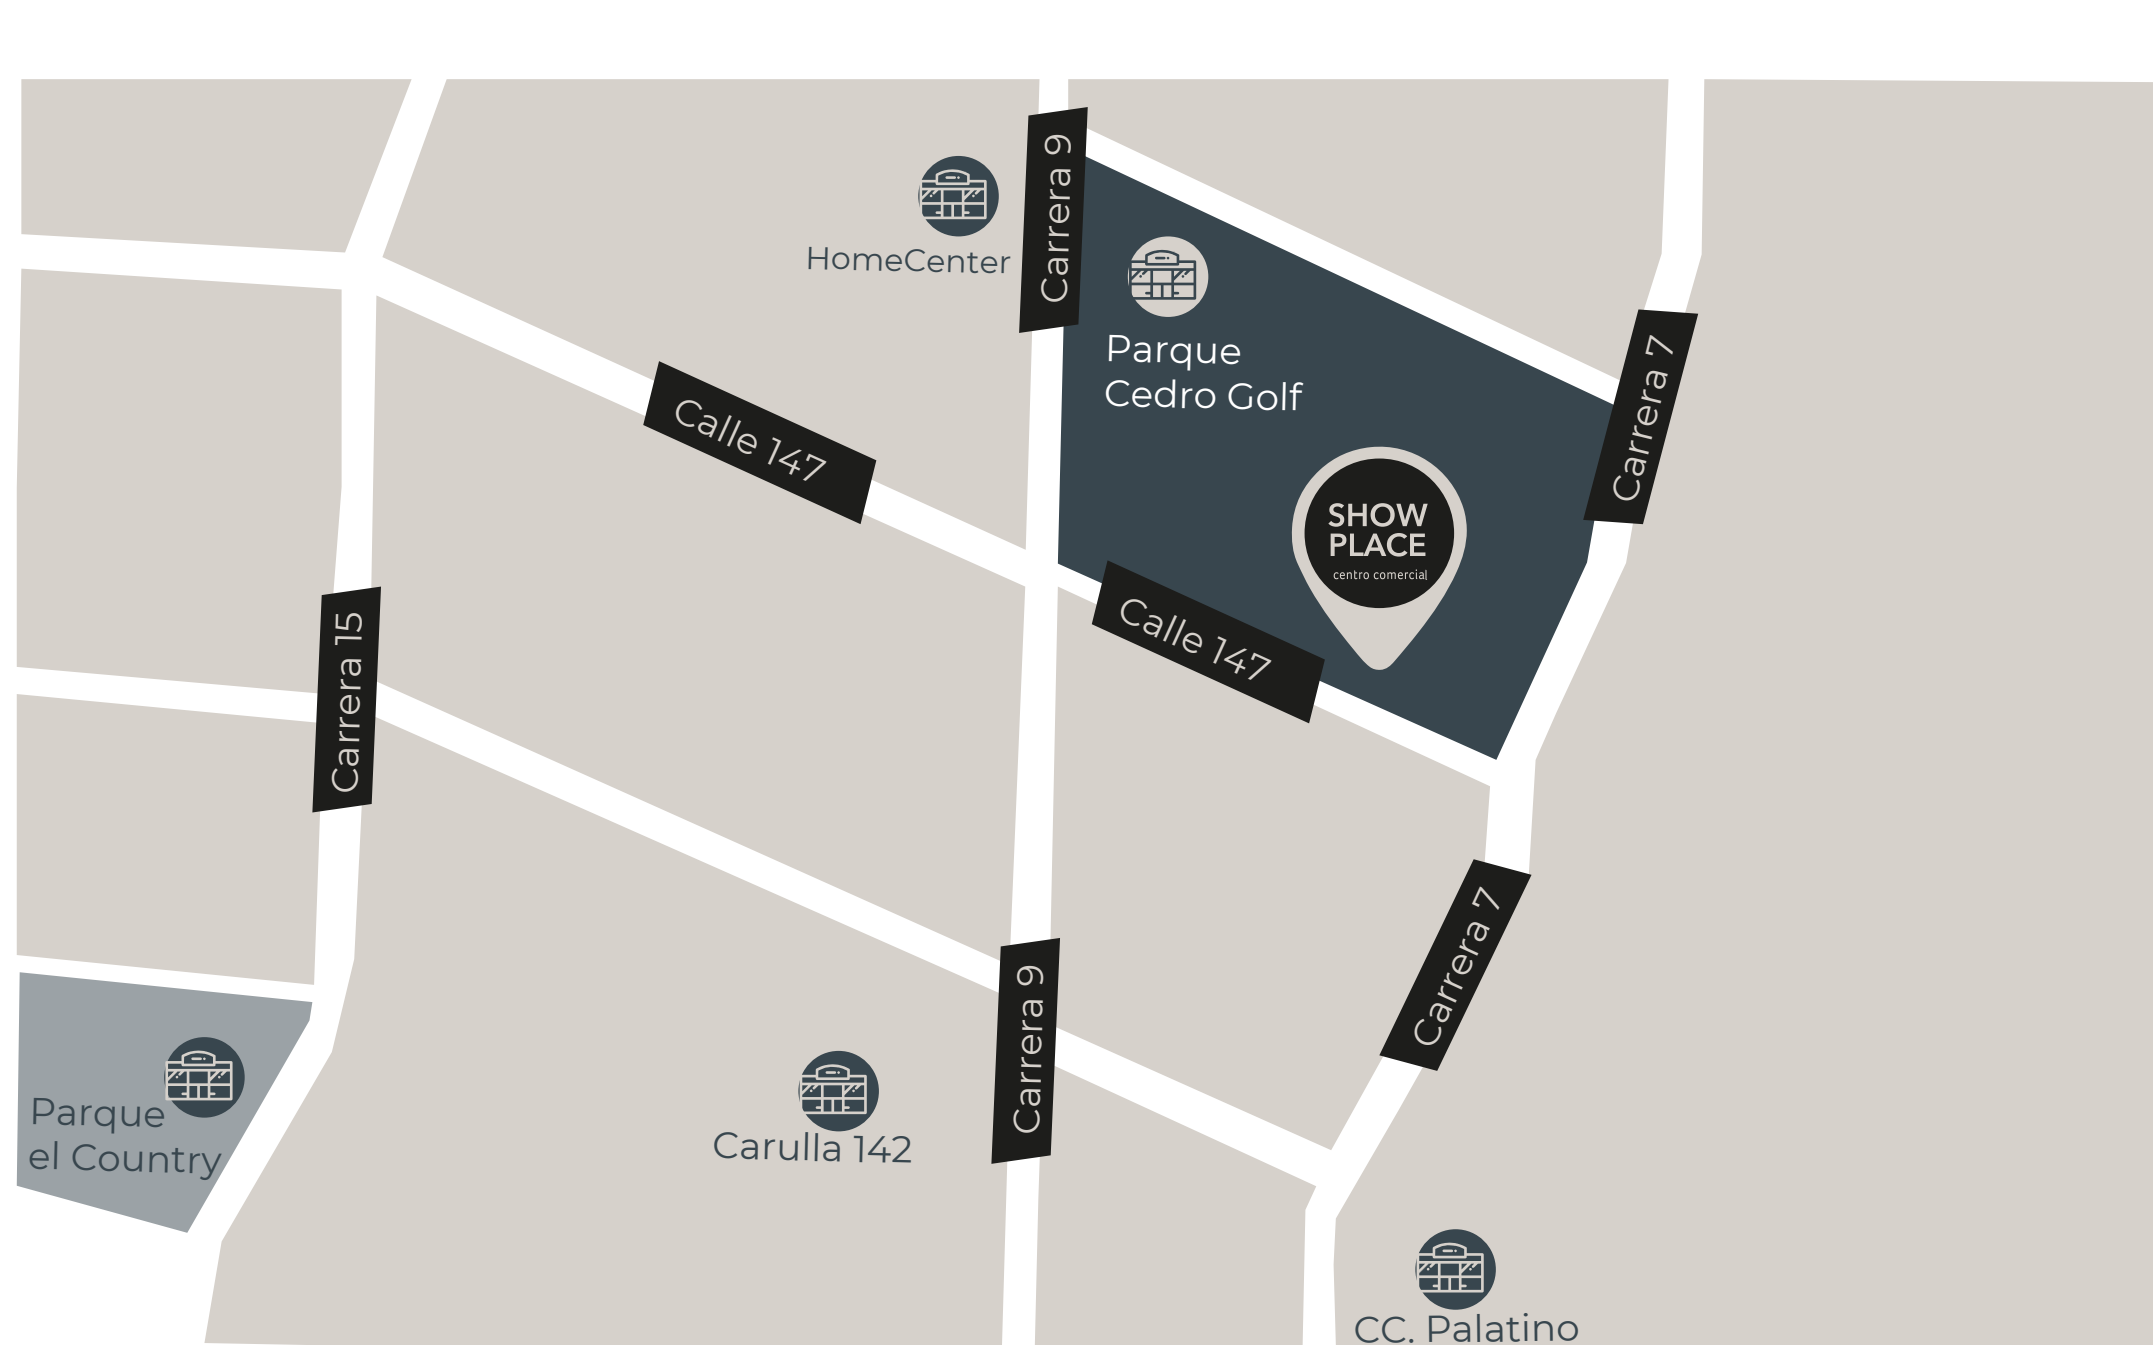 Carrera 9
HomeCenter
Parque
Cedro Golf
Carrera 7
Calle 147
SHOW
PLACE
centro comercial
Calle 147
Carrera 15
Carrera 7
Carrera 9
Parque
el Country
Carulla 142
CC. Palatino